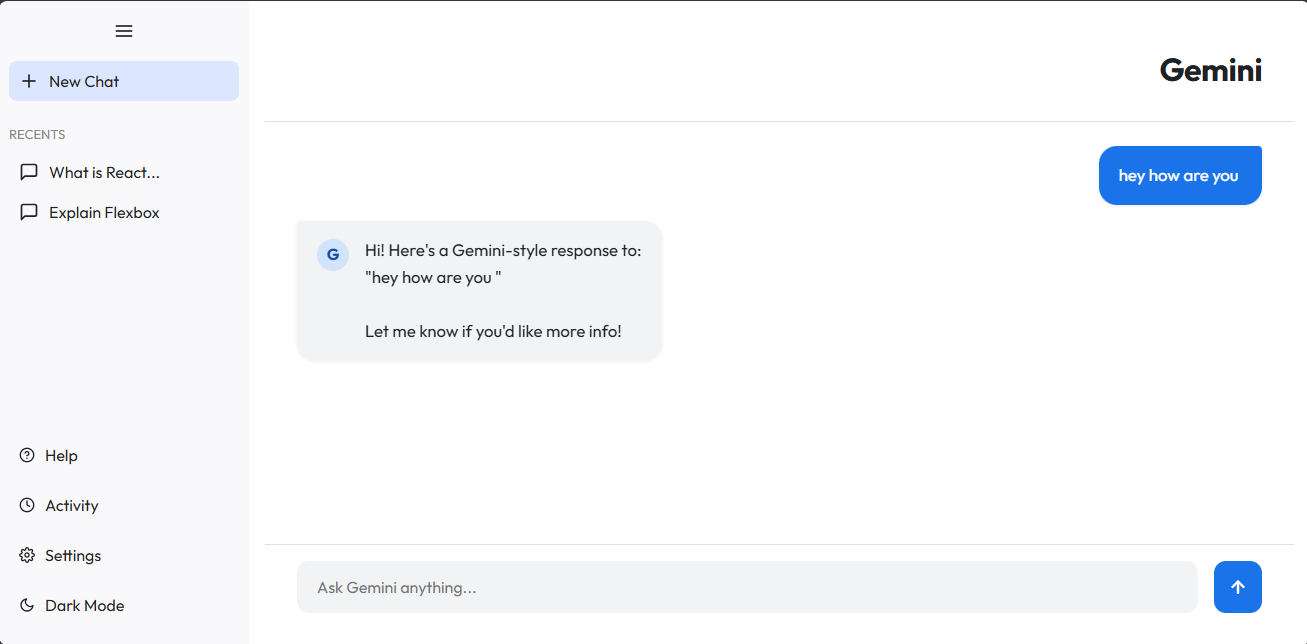 New Chat
RECENTS
What is React...
Explain Flexbox
Help
Activity
Settings
Dark Mode
Gemini
hey how are you
G
Hi! Here's a Gemini-style response to:
"hey how are you "
Let me know if you'd like more info!
Ask Gemini anything...